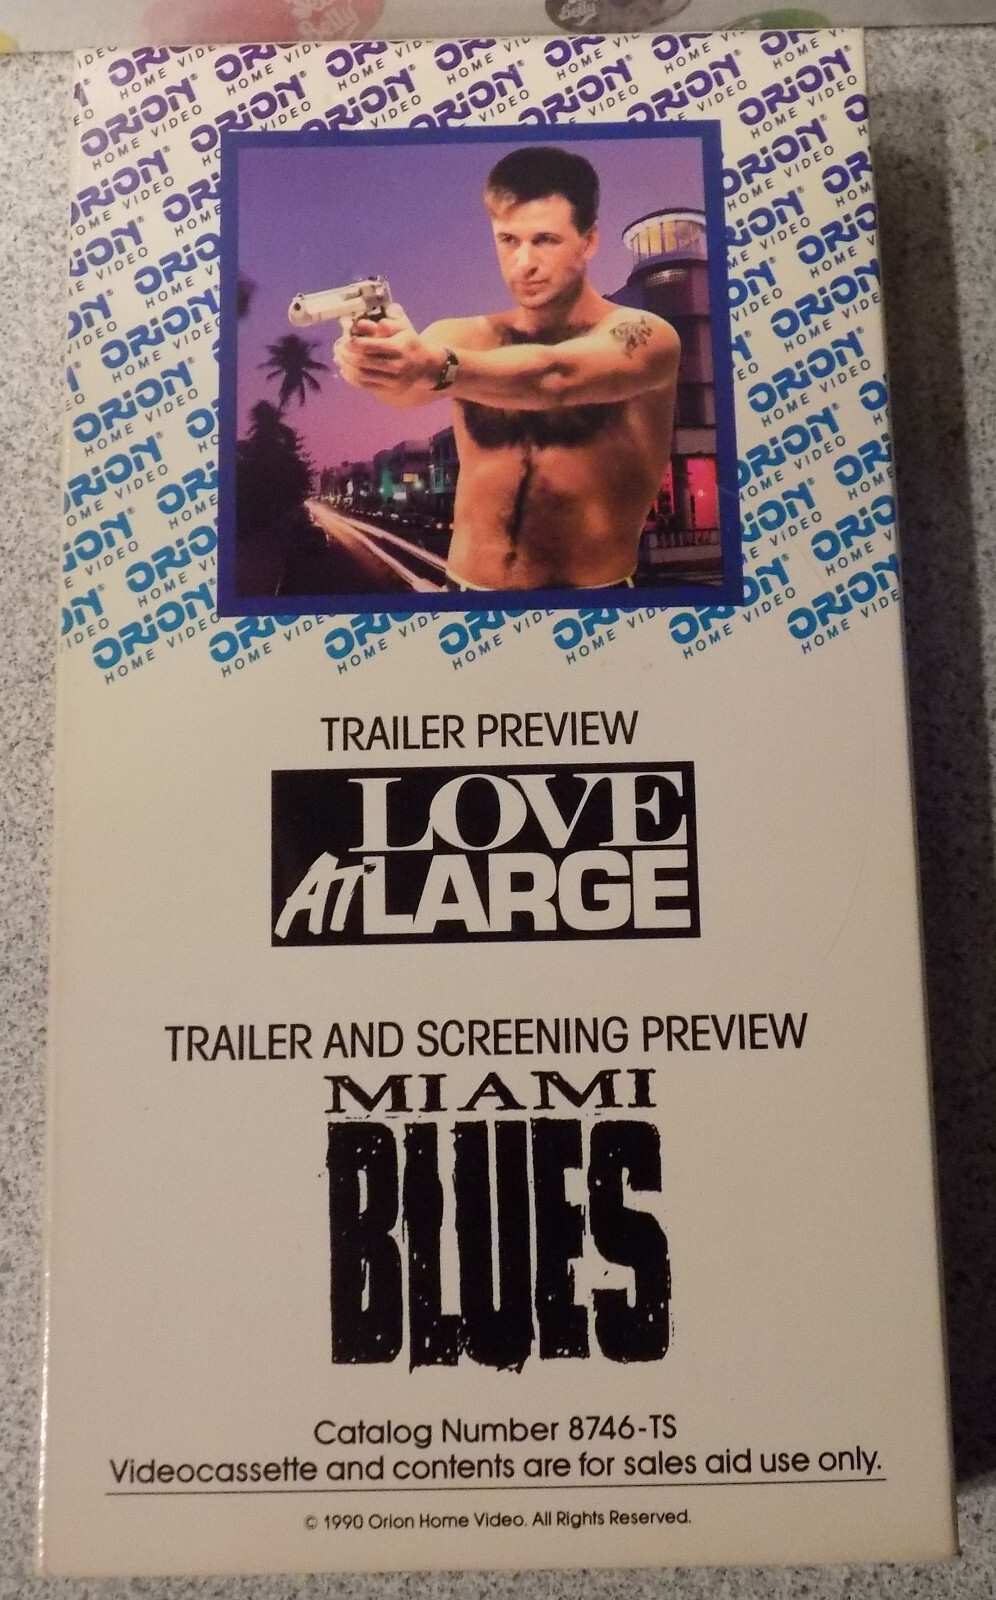 ORiON®
HOME VIDEO
TRAILER PREVIEW
LOVE
AT LARGE
TRAILER AND SCREENING PREVIEW
MIAMI
BLUES
Catalog Number 8746-TS
Videocassette and contents are for sales aid use only.
© 1990 Orion Home Video. All Rights Reserved.